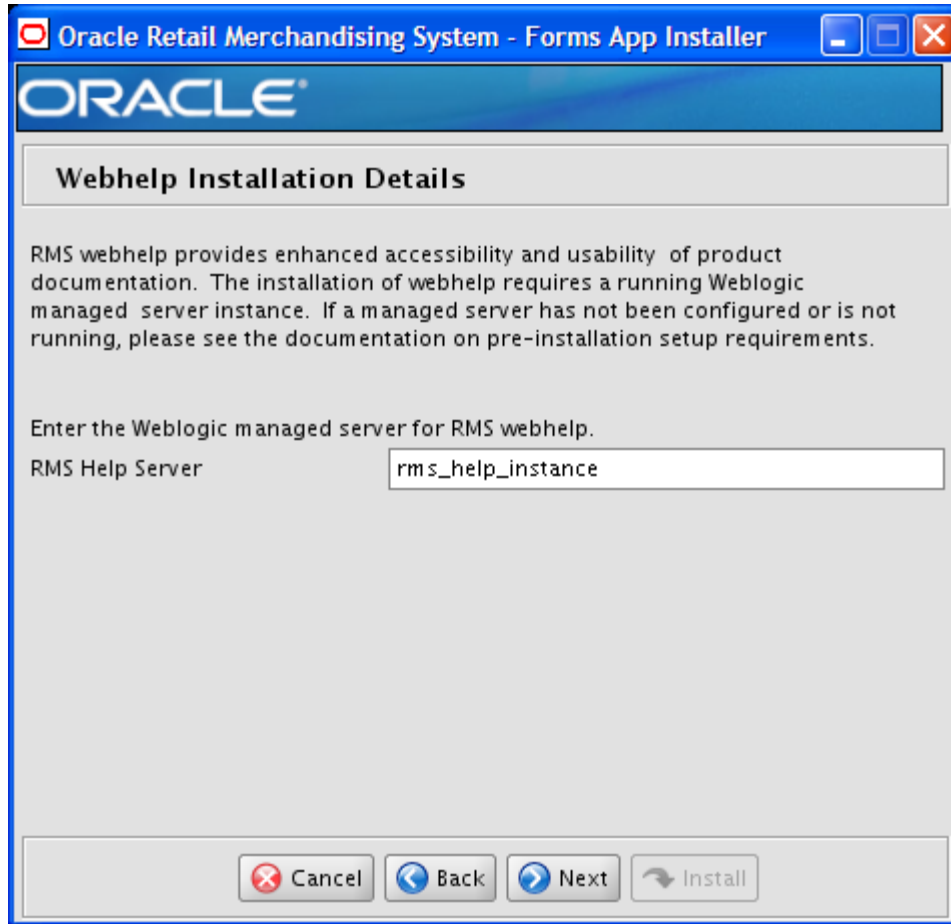 Oracle Retail Merchandising System - Forms App Installer
ORACLE®
Webhelp Installation Details
RMS webhelp provides enhanced accessibility and usability of product
documentation. The installation of webhelp requires a running Weblogic
managed server instance. If a managed server has not been configured or is not
running, please see the documentation on pre-installation setup requirements.
Enter the Weblogic managed server for RMS webhelp.
RMS Help Server rms_help_instance
Cancel Back Next Install